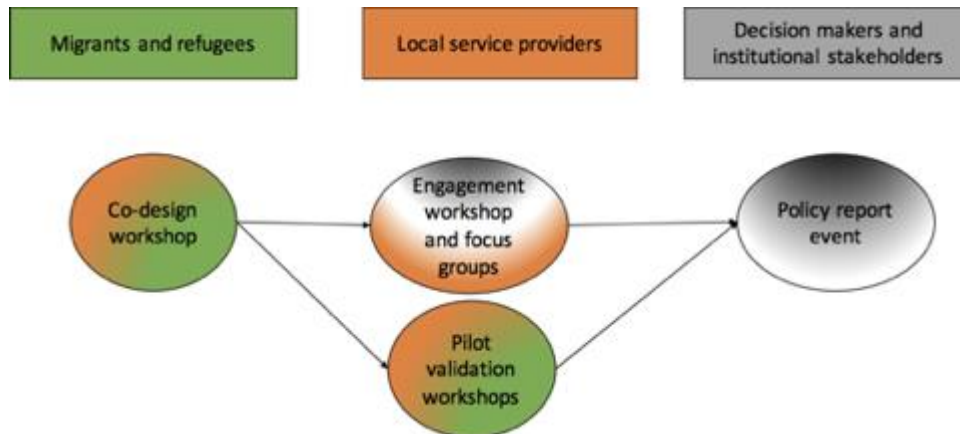 Migrants and refugees
Local service providers
Decision makers and
institutional stakeholders
Co-design
workshop
Engagement
workshop
and focus
groups
Policy report
event
Pilot
validation
workshops